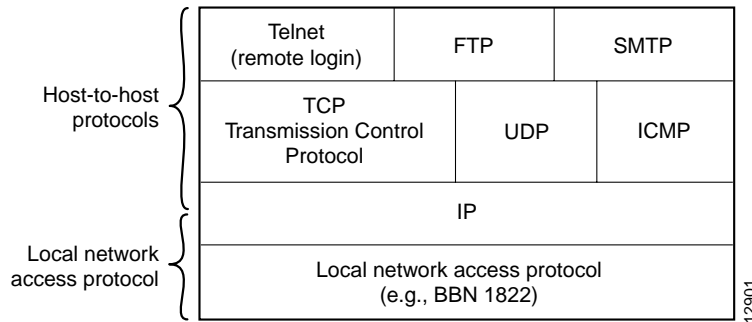 Telnet
(remote login)
FTP
SMTP
Host-to-host
protocols
TCP
Transmission Control
Protocol
UDP
ICMP
IP
Local network
access protocol
Local network access protocol
(e.g., BBN 1822)
12901